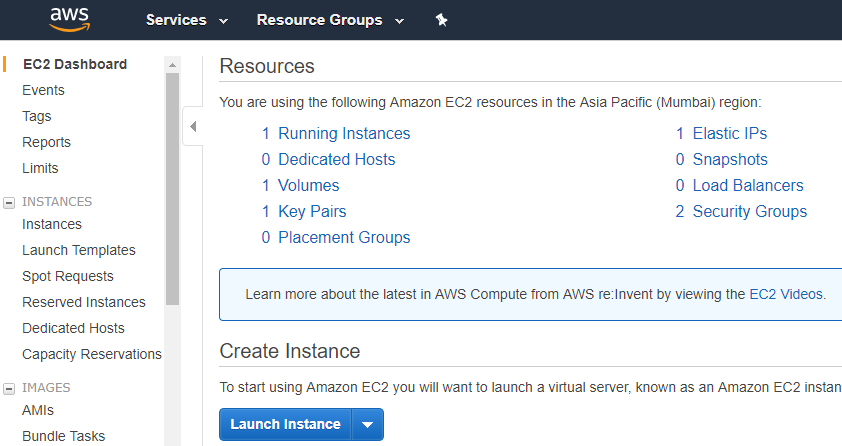 aws
Services
Resource Groups
EC2 Dashboard
Events
Tags
Reports
Limits
INSTANCES
Instances
Launch Templates
Spot Requests
Reserved Instances
Dedicated Hosts
Capacity Reservations
IMAGES
AMIs
Bundle Tasks
Resources
You are using the following Amazon EC2 resources in the Asia Pacific (Mumbai) region:
1 Running Instances
0 Dedicated Hosts
1 Volumes
1 Key Pairs
0 Placement Groups
1 Elastic IPs
0 Snapshots
0 Load Balancers
2 Security Groups
Learn more about the latest in AWS Compute from AWS re:Invent by viewing the EC2 Videos.
Create Instance
To start using Amazon EC2 you will want to launch a virtual server, known as an Amazon EC2 instan
Launch Instance